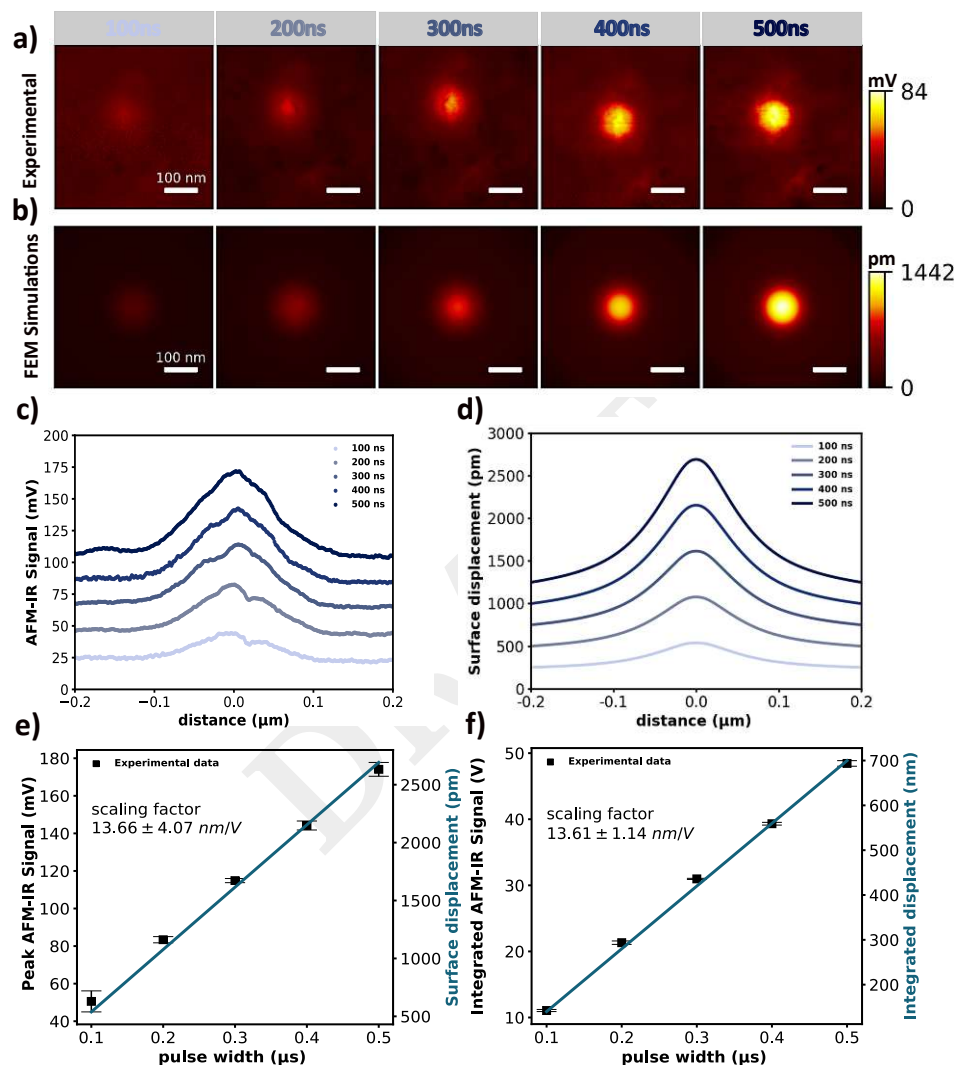 a)
100ns 200ns 300ns 400ns 500ns
Experimental
100 nm
mV
84
0
b)
FEM Simulations
100 nm
pm
1442
0
c)
AFM-IR Signal (mV)
200
175
150
125
100
75
50
25
0
100 ns
200 ns
300 ns
400 ns
500 ns
−0.2 −0.1 0.0 0.1 0.2
distance (μm)
d)
Surface displacement (pm)
3000
2500
2000
1500
1000
500
0
100 ns
200 ns
300 ns
400 ns
500 ns
-0.2 -0.1 0.0 0.1 0.2
distance (μm)
e)
Peak AFM-IR Signal (mV)
180
160
140
120
100
80
60
40
Experimental data
scaling factor
13.66 ± 4.07 nm/V
2500
2000
1500
1000
500
Surface displacement (pm)
0.1 0.2 0.3 0.4 0.5
pulse width (μs)
f)
Integrated AFM-IR Signal (V)
50
40
30
20
10
Experimental data
scaling factor
13.61 ± 1.14 nm/V
700
600
500
400
300
200
Integrated displacement (nm)
0.1 0.2 0.3 0.4 0.5
pulse width (μs)